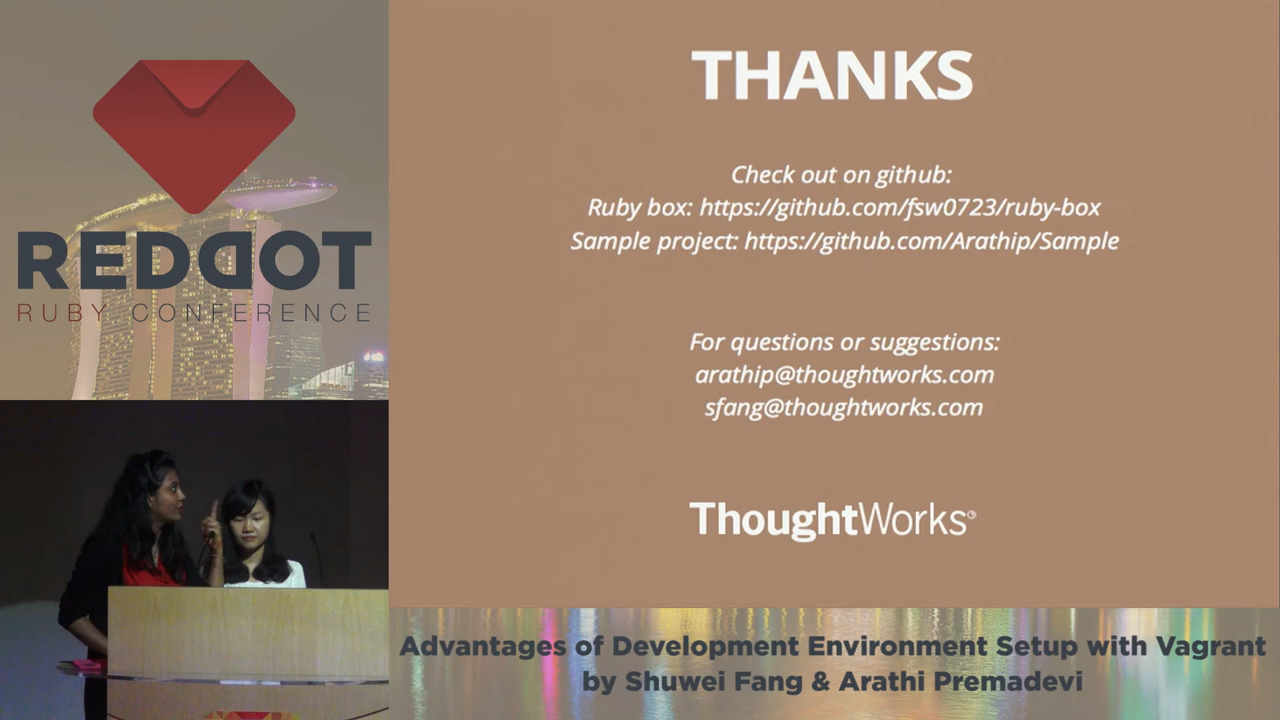 REDDOT
RUBY CONFERENCE
THANKS
Check out on github:
Ruby box: https://github.com/fsw0723/ruby-box
Sample project: https://github.com/Arathip/Sample
For questions or suggestions:
arathip@thoughtworks.com
sfang@thoughtworks.com
ThoughtWorks®
Advantages of Development Environment Setup with Vagrant
by Shuwei Fang & Arathi Premadevi